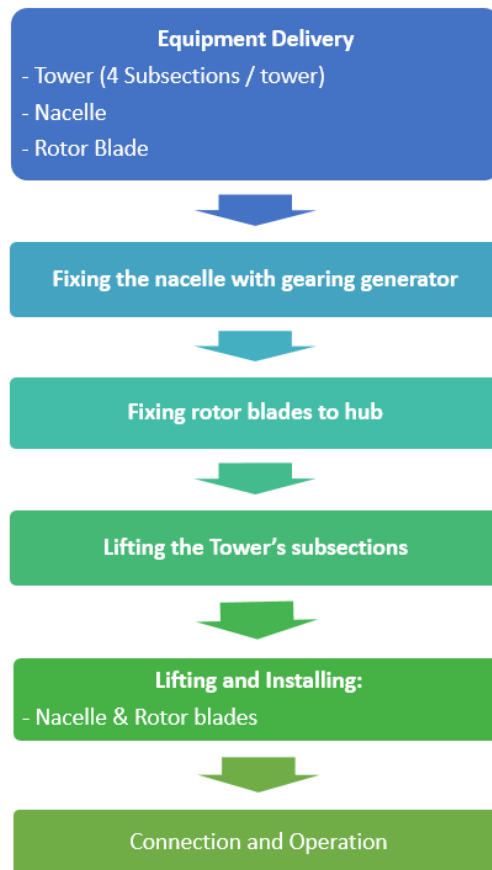 Equipment Delivery
- Tower (4 Subsections / tower)
- Nacelle
- Rotor Blade
Fixing the nacelle with gearing generator
Fixing rotor blades to hub
Lifting the Tower’s subsections
Lifting and Installing:
- Nacelle & Rotor blades
Connection and Operation